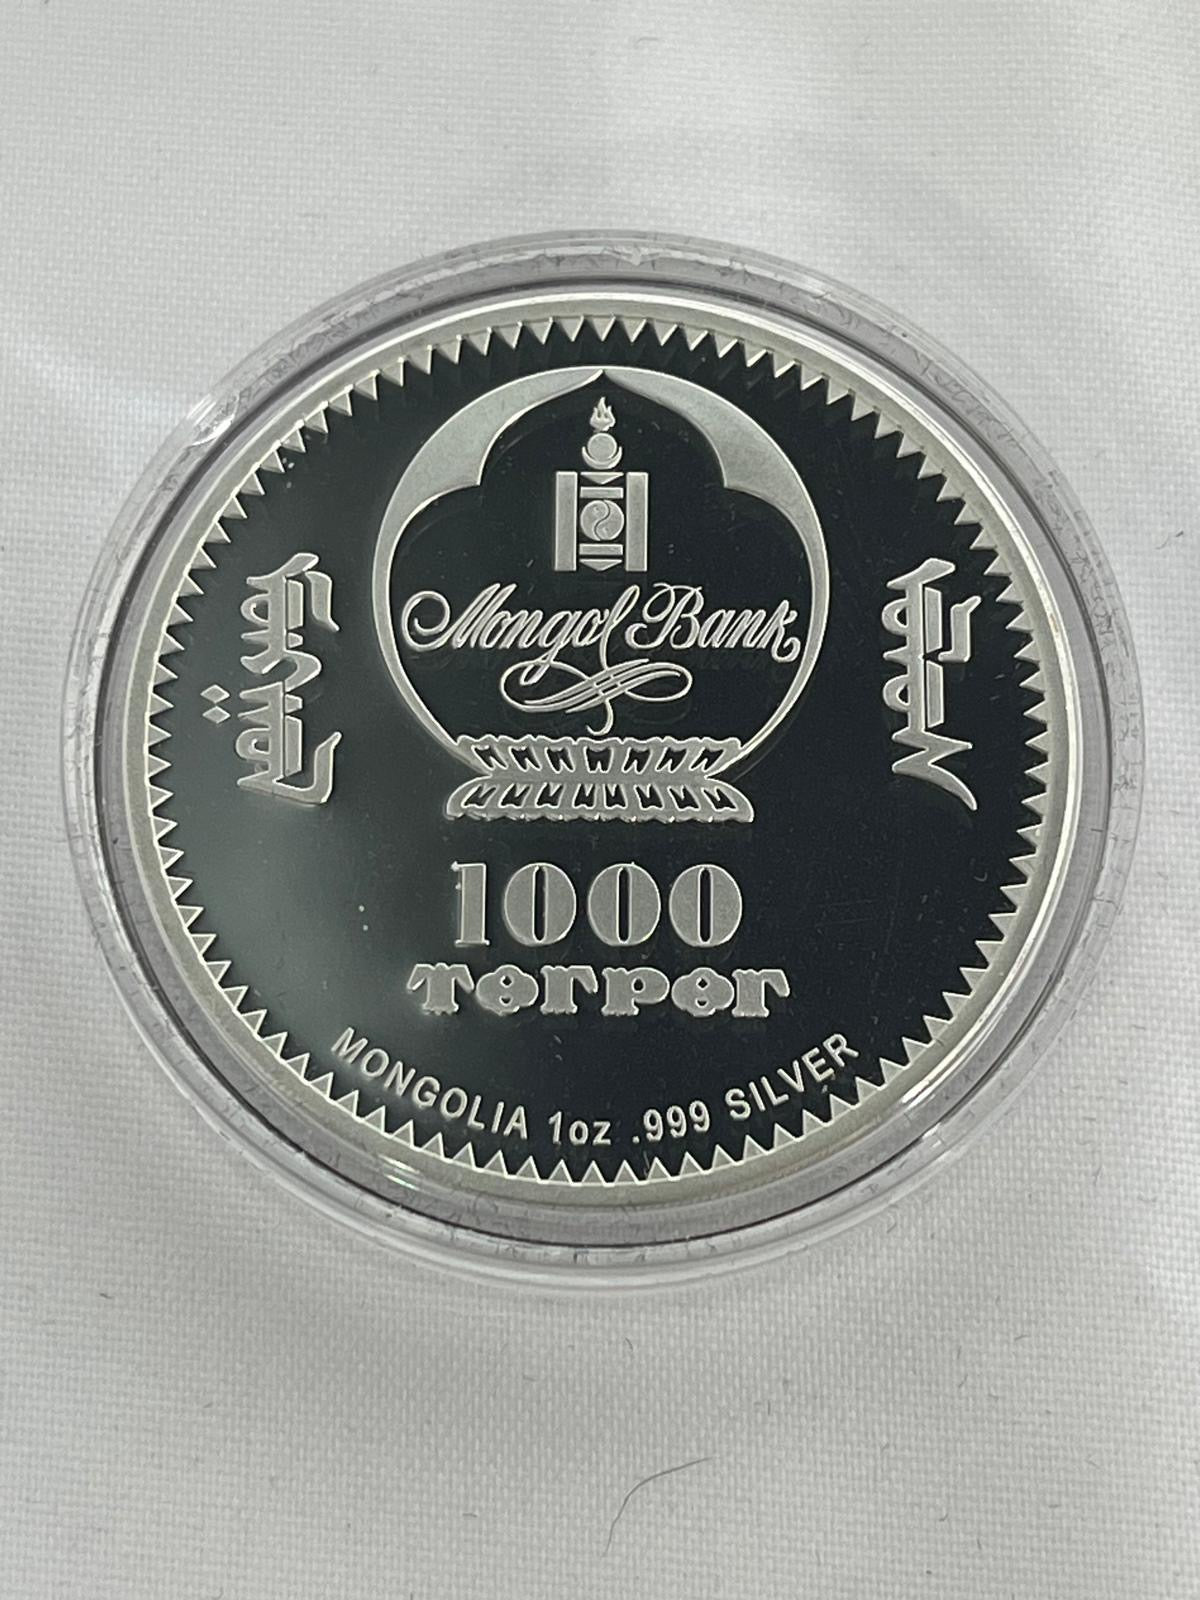 Mongol Bank
1000
төгрөг
MONGOLIA 1oz .999 SILVER